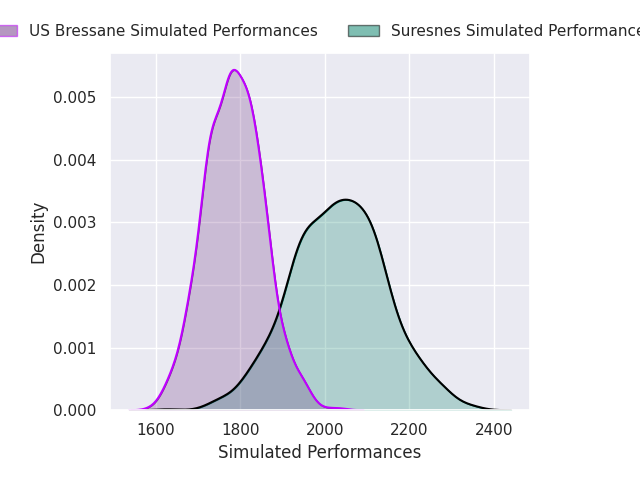 US Bressane Simulated Performances
Suresnes Simulated Performance
0.005
0.004
0.003
0.002
0.001
0.000
Density
1600
1800
2000
2200
2400
Simulated Performances